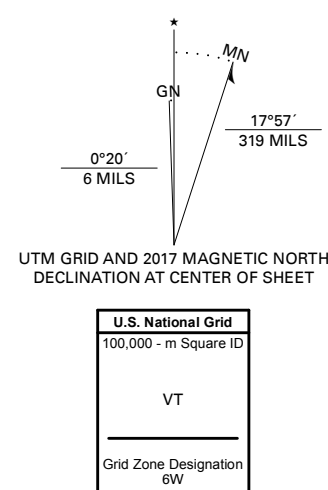 MN
GN
17°57´
319 MILS
0°20´
6 MILS
UTM GRID AND 2017 MAGNETIC NORTH
DECLINATION AT CENTER OF SHEET
U.S. National Grid
100,000 - m Square ID
VT
Grid Zone Designation
6W